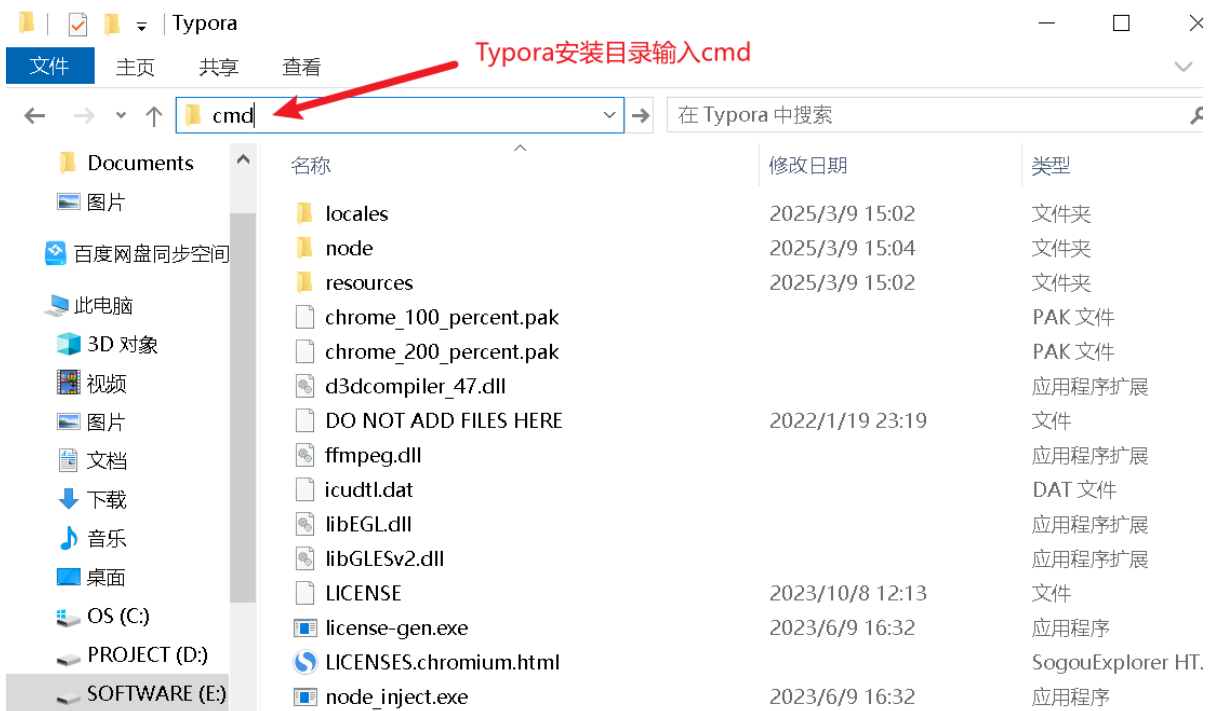 Typora
Typora安装目录输入cmd
文件 主页 共享 查看
cmd 在 Typora 中搜索
Documents
图片
百度网盘同步空间
此电脑
3D 对象
视频
图片
文档
下载
音乐
桌面
OS (C:)
PROJECT (D:)
SOFTWARE (E:)
名称 修改日期 类型
locales 2025/3/9 15:02 文件夹
node 2025/3/9 15:04 文件夹
resources 2025/3/9 15:02 文件夹
chrome_100_percent.pak PAK 文件
chrome_200_percent.pak PAK 文件
d3dcompiler_47.dll 应用程序扩展
DO NOT ADD FILES HERE 2022/1/19 23:19 文件
ffmpeg.dll 应用程序扩展
icudtl.dat DAT 文件
libEGL.dll 应用程序扩展
libGLESv2.dll 应用程序扩展
LICENSE 2023/10/8 12:13 文件
license-gen.exe 2023/6/9 16:32 应用程序
LICENSES.chromium.html SogouExplorer HT.
node_inject.exe 2023/6/9 16:32 应用程序